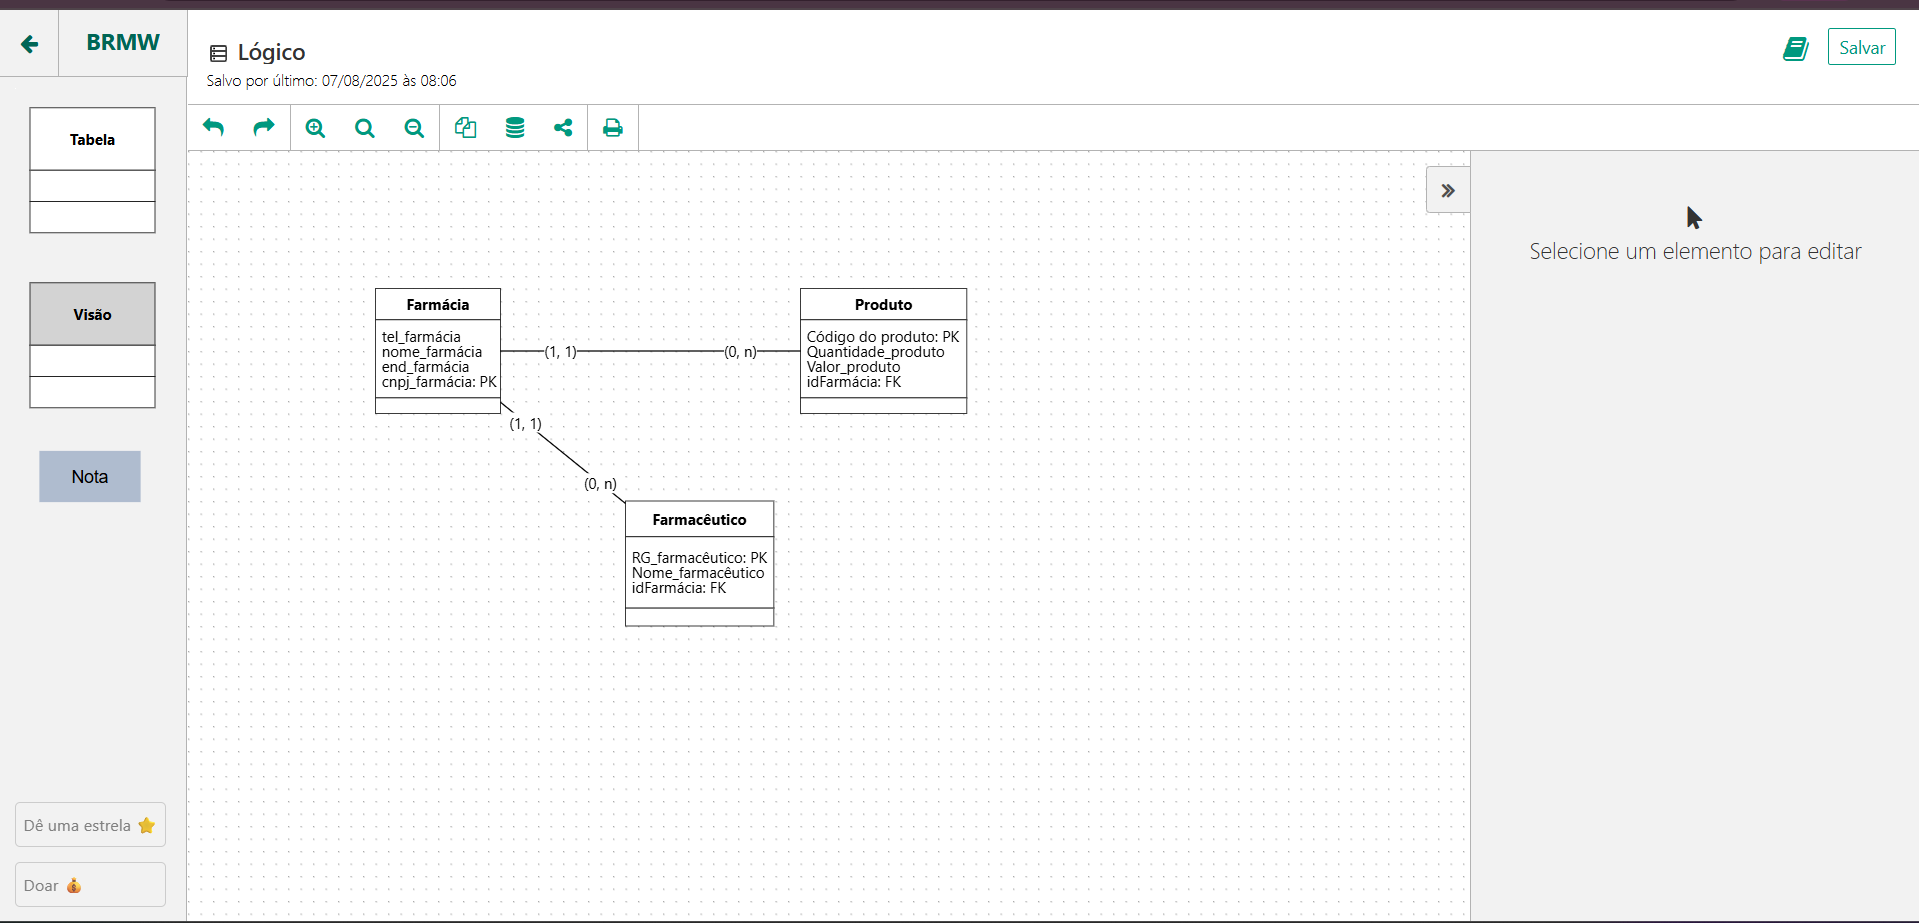 BRMW
Lógico
Salvo por último: 07/08/2025 às 08:06
Salvar
Tabela
Visão
Nota
Dê uma estrela
Doar
Farmácia
tel_farmácia
nome_farmácia
end_farmácia
cnpj_farmácia: PK
(1, 1)
(0, n)
Produto
Código do produto: PK
Quantidade_produto
Valor_produto
idFarmácia: FK
(1, 1)
(0, n)
Farmacêutico
RG_farmacêutico: PK
Nome_farmacêutico
idFarmácia: FK
Selecione um elemento para editar